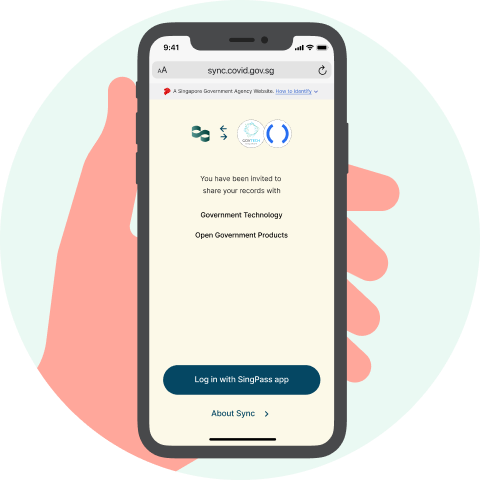 9:41
AA sync.covid.gov.sg
A Singapore Government Agency Website. How to identify
GOVTECH
You have been invited to
share your records with
Government Technology
Open Government Products
Log in with SingPass app
About Sync